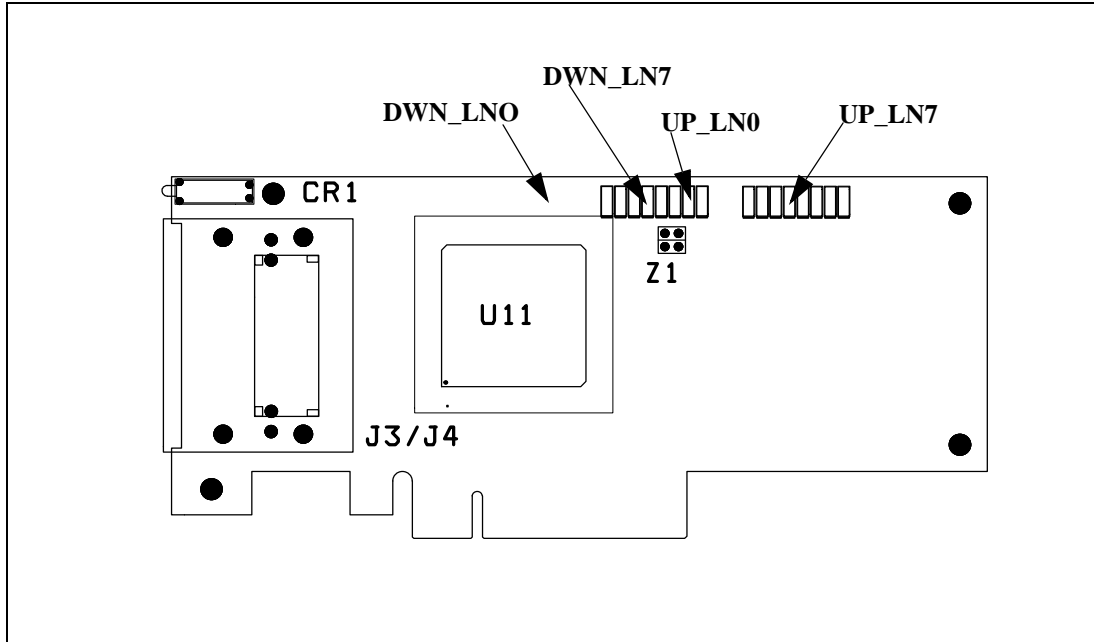 DWN_LN7
DWN_LNO
UP_LN0
UP_LN7
CR1
Z1
U11
J3/J4